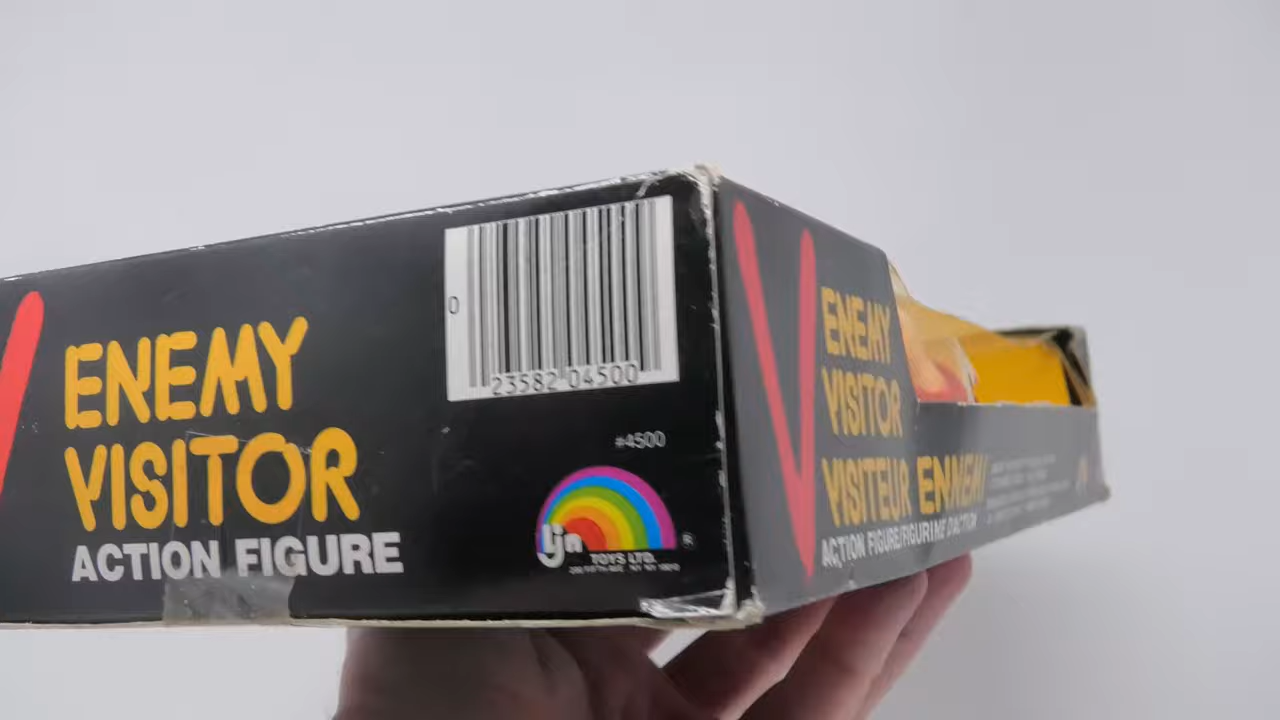 V
ENEMY
VISITOR
ACTION FIGURE
0
23582 04500
#4500
ljn
TOYS LTD.
®
V
ENEMY
VISITOR
VISITEUR ENNEMI
ACTION FIGURE/FIGURINE D'ACTION